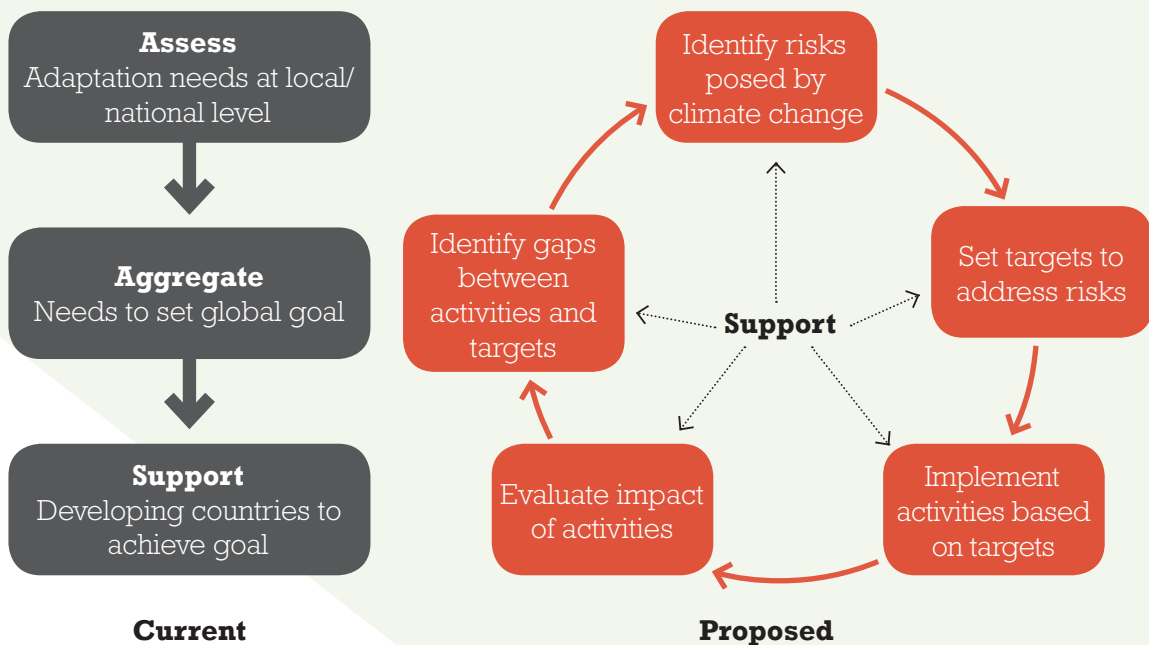 Assess
Adaptation needs at local/
national level
Aggregate
Needs to set global goal
Support
Developing countries to
achieve goal
Current
Identify risks
posed by
climate change
Set targets to
address risks
Implement
activities based
on targets
Evaluate impact
of activities
Identify gaps
between
activities and
targets
Support
Proposed